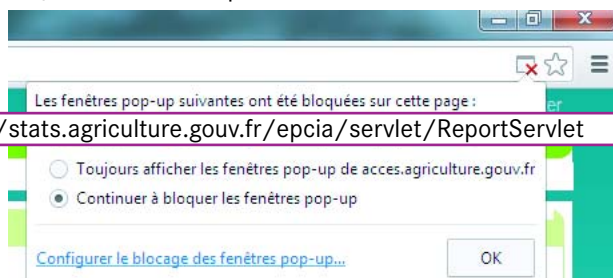 Les fenêtres pop-up suivantes ont été bloquées sur cette page :
/stats.agriculture.gouv.fr/epcia/servlet/ReportServlet
Toujours afficher les fenêtres pop-up de acces.agriculture.gouv.fr
Continuer à bloquer les fenêtres pop-up
Configurer le blocage des fenêtres pop-up...
OK